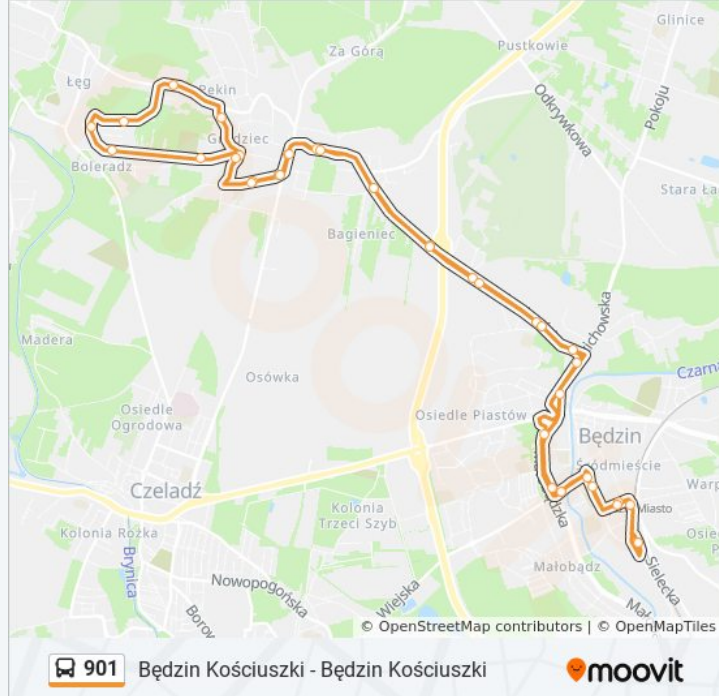 Glinice
Za Górą
Pustkowie
Łęg
Rękin
Odkrywkowa
Pokoju
Grodziec
Boleradz
Stara Ła
Bagieniec
Madera
ichowska
Czarna
Osówka
Osiedle
Ogrodowa
Osiedle Piastów
Będzin
Śródmieście
Warp
Czeladź
Kolonia
Trzeci Szyb
Miasto
Kolonia Rożka
Osie
Małobądz
Sielecka
Brynica
Nowopogońska
Wiejska
© OpenStreetMap contributors | © OpenMapTiles
901 Będzin Kościuszki - Będzin Kościuszki
moovit